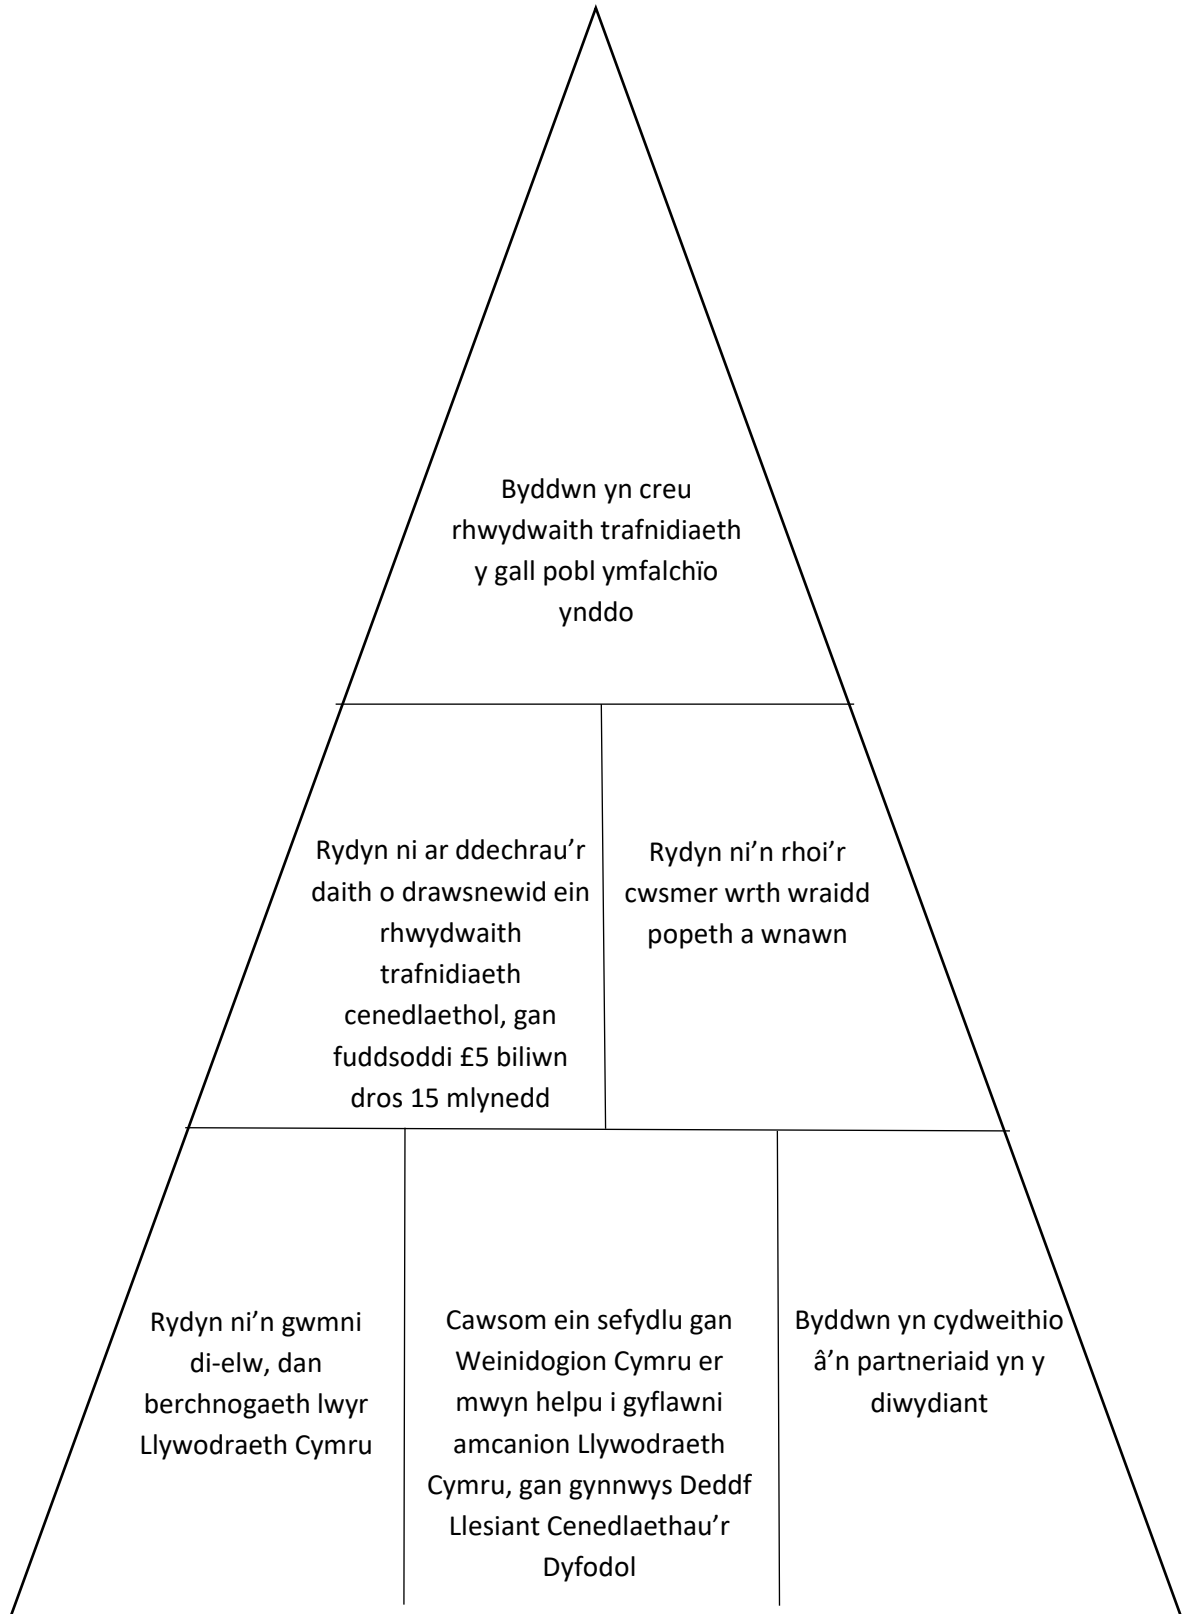 Byddwn yn creu
rhwydwaith trafnidiaeth
y gall pobl ymfalchïo
ynddo
Rydyn ni ar ddechrau’r
daith o drawsnewid ein
rhwydwaith
trafnidiaeth
cenedlaethol, gan
fuddsoddi £5 biliwn
dros 15 mlynedd
Rydyn ni’n rhoi’r
cwsmer wrth wraidd
popeth a wnawn
Rydyn ni’n gwmni
di-elw, dan
berchnogaeth lwyr
Llywodraeth Cymru
Cawsom ein sefydlu gan
Weinidogion Cymru er
mwyn helpu i gyflawni
amcanion Llywodraeth
Cymru, gan gynnwys Deddf
Llesiant Cenedlaethau’r
Dyfodol
Byddwn yn cydweithio
â’n partneriaid yn y
diwydiant